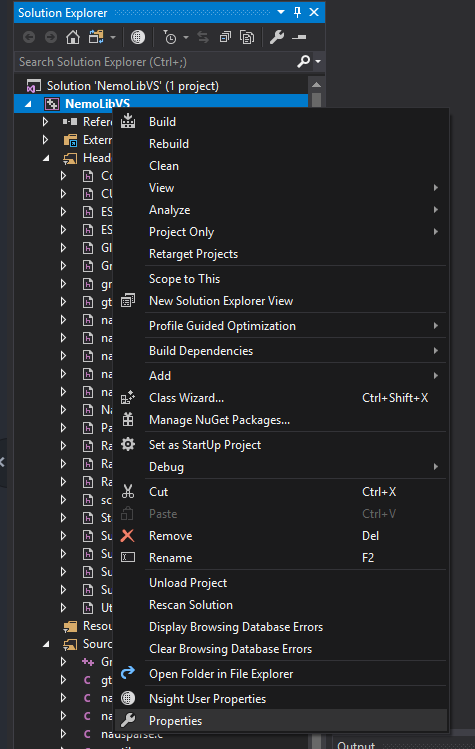 Solution Explorer
Search Solution Explorer (Ctrl+;)
Solution 'NemoLibVS' (1 project)
NemoLibVS
Refer
Extern
Head
Build
Rebuild
Clean
View
Analyze
Project Only
Retarget Projects
Scope to This
New Solution Explorer View
Profile Guided Optimization
Build Dependencies
Add
Class Wizard... Ctrl+Shift+X
Manage NuGet Packages...
Set as StartUp Project
Debug
Cut Ctrl+X
Paste Ctrl+V
Remove Del
Rename F2
Unload Project
Rescan Solution
Display Browsing Database Errors
Clear Browsing Database Errors
Open Folder in File Explorer
Nsight User Properties
Properties
Co
CU
ES
ES
Gr
gr
gt
na
na
na
na
na
Na
Pa
Ra
Ra
Ra
sc
Sta
Su
Su
Su
Su
Ut
Resou
Sourc
Gr
gt
na
na
nausparse.c
Output